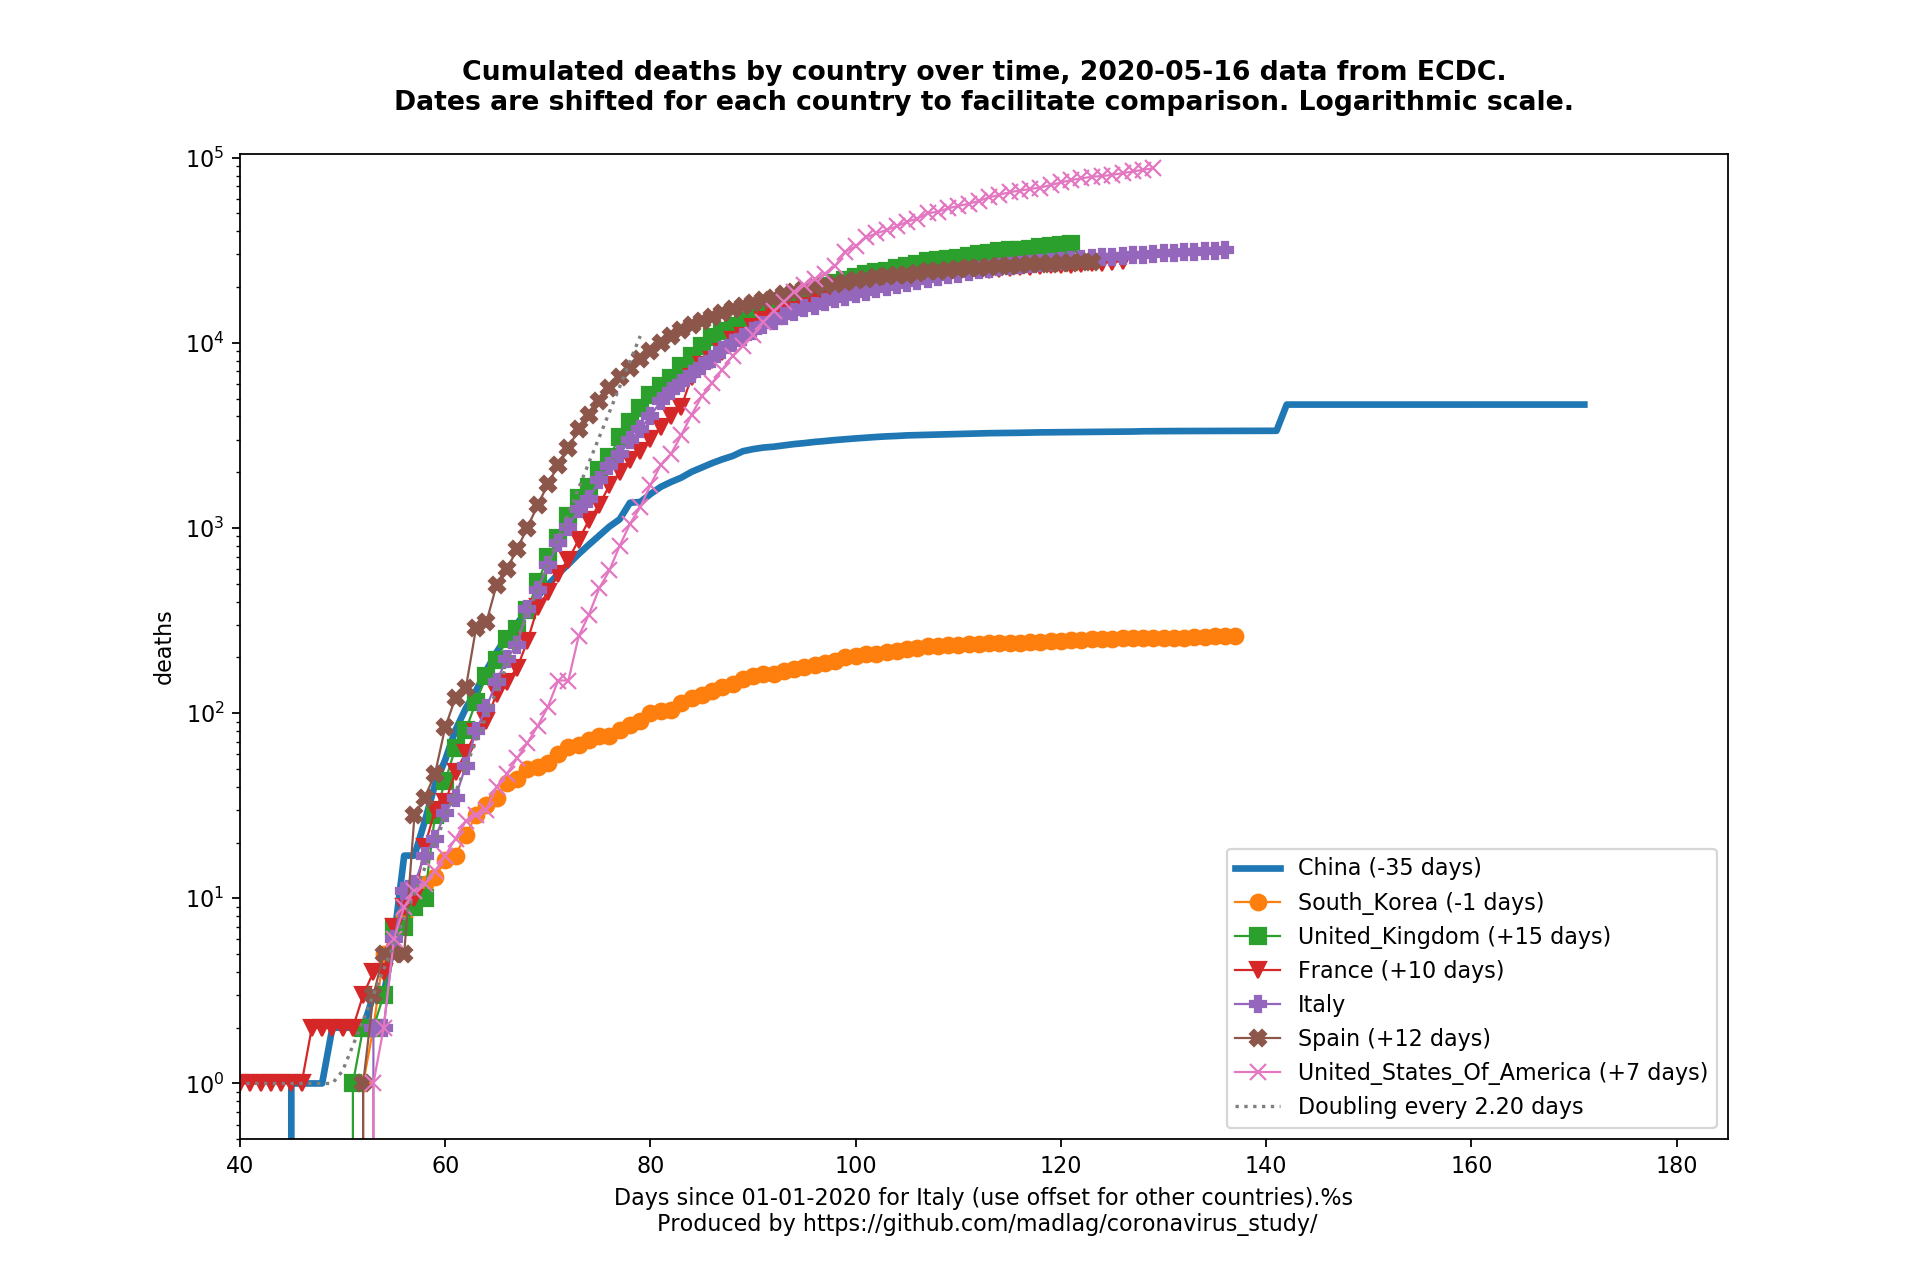 Cumulated deaths by country over time, 2020-05-16 data from ECDC.
Dates are shifted for each country to facilitate comparison. Logarithmic scale.
10⁵
10⁴
10³
10²
10¹
10⁰
deaths
China (-35 days)
South_Korea (-1 days)
United_Kingdom (+15 days)
France (+10 days)
Italy
Spain (+12 days)
United_States_Of_America (+7 days)
Doubling every 2.20 days
40 60 80 100 120 140 160 180
Days since 01-01-2020 for Italy (use offset for other countries).%s
Produced by https://github.com/madlag/coronavirus_study/